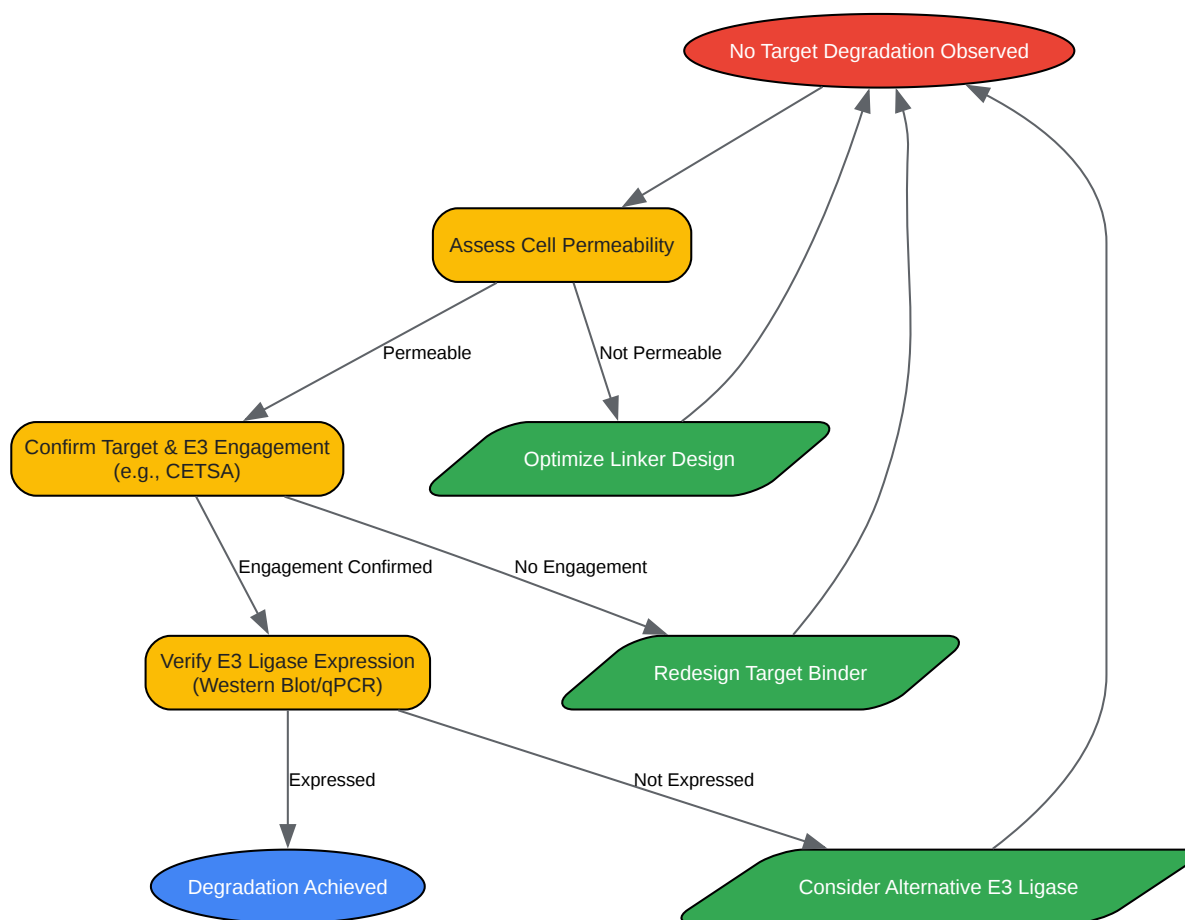 No Target Degradation Observed
Assess Cell Permeability
Permeable
Not Permeable
Confirm Target & E3 Engagement
(e.g., CETSA)
Optimize Linker Design
Engagement Confirmed
No Engagement
Verify E3 Ligase Expression
(Western Blot/qPCR)
Redesign Target Binder
Expressed
Not Expressed
Degradation Achieved
Consider Alternative E3 Ligase